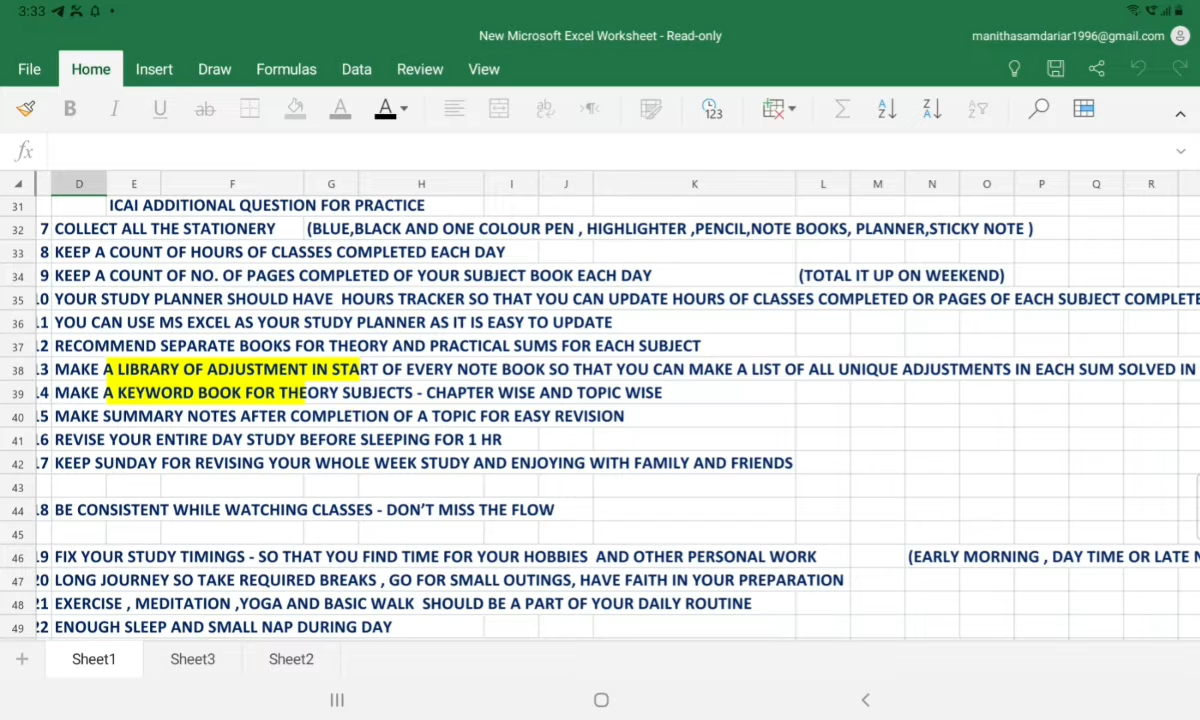 3:33
New Microsoft Excel Worksheet - Read-only
manithasamdariar1996@gmail.com
File Home Insert Draw Formulas Data Review View
fx
D E F G H I J K L M N O P Q R
31 ICAI ADDITIONAL QUESTION FOR PRACTICE
32 7 COLLECT ALL THE STATIONERY (BLUE,BLACK AND ONE COLOUR PEN , HIGHLIGHTER ,PENCIL,NOTE BOOKS, PLANNER,STICKY NOTE )
33 8 KEEP A COUNT OF HOURS OF CLASSES COMPLETED EACH DAY
34 9 KEEP A COUNT OF NO. OF PAGES COMPLETED OF YOUR SUBJECT BOOK EACH DAY (TOTAL IT UP ON WEEKEND)
35 10 YOUR STUDY PLANNER SHOULD HAVE HOURS TRACKER SO THAT YOU CAN UPDATE HOURS OF CLASSES COMPLETED OR PAGES OF EACH SUBJECT COMPLETE
36 11 YOU CAN USE MS EXCEL AS YOUR STUDY PLANNER AS IT IS EASY TO UPDATE
37 12 RECOMMEND SEPARATE BOOKS FOR THEORY AND PRACTICAL SUMS FOR EACH SUBJECT
38 13 MAKE A LIBRARY OF ADJUSTMENT IN START OF EVERY NOTE BOOK SO THAT YOU CAN MAKE A LIST OF ALL UNIQUE ADJUSTMENTS IN EACH SUM SOLVED IN
39 14 MAKE A KEYWORD BOOK FOR THEORY SUBJECTS - CHAPTER WISE AND TOPIC WISE
40 15 MAKE SUMMARY NOTES AFTER COMPLETION OF A TOPIC FOR EASY REVISION
41 16 REVISE YOUR ENTIRE DAY STUDY BEFORE SLEEPING FOR 1 HR
42 17 KEEP SUNDAY FOR REVISING YOUR WHOLE WEEK STUDY AND ENJOYING WITH FAMILY AND FRIENDS
43
44 18 BE CONSISTENT WHILE WATCHING CLASSES - DON'T MISS THE FLOW
45
46 19 FIX YOUR STUDY TIMINGS - SO THAT YOU FIND TIME FOR YOUR HOBBIES AND OTHER PERSONAL WORK (EARLY MORNING , DAY TIME OR LATE
47 20 LONG JOURNEY SO TAKE REQUIRED BREAKS , GO FOR SMALL OUTINGS, HAVE FAITH IN YOUR PREPARATION
48 21 EXERCISE , MEDITATION ,YOGA AND BASIC WALK SHOULD BE A PART OF YOUR DAILY ROUTINE
49 22 ENOUGH SLEEP AND SMALL NAP DURING DAY
Sheet1 Sheet3 Sheet2